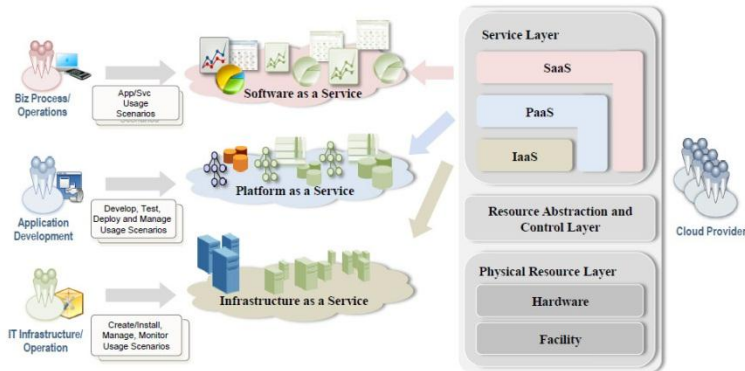 Biz Process/
Operations
App/Svc
Usage
Scenarios
Software as a Service
Application
Development
Develop, Test,
Deploy and Manage
Usage Scenarios
Platform as a Service
IT Infrastructure/
Operation
Create/Install,
Manage, Monitor
Usage Scenarios
Infrastructure as a Service
Service Layer
SaaS
PaaS
IaaS
Resource Abstraction and
Control Layer
Physical Resource Layer
Hardware
Facility
Cloud Provider